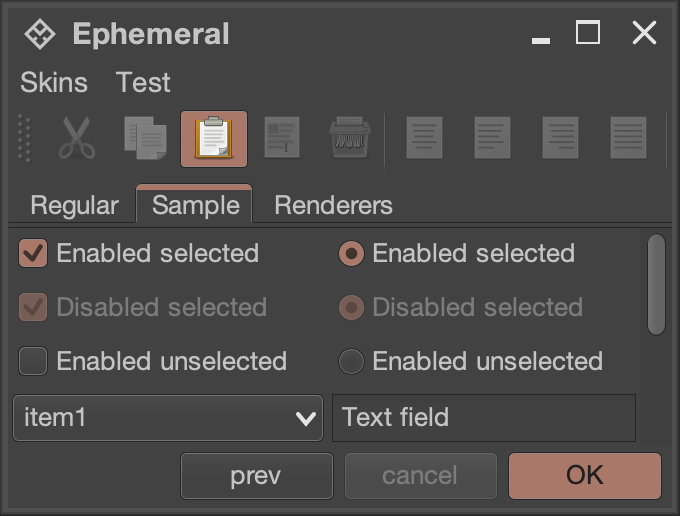 Ephemeral
Skins Test
Regular Sample Renderers
Enabled selected Enabled selected
Disabled selected Disabled selected
Enabled unselected Enabled unselected
item1 Text field
prev cancel OK